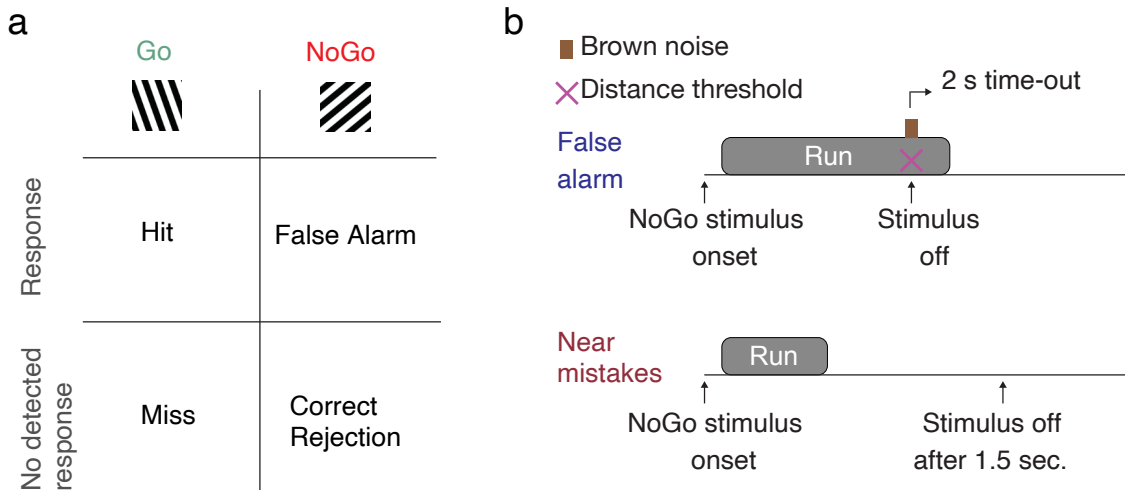 a
Go
NoGo
Response
Hit
False Alarm
No detected
response
Miss
Correct
Rejection
b
Brown noise
Distance threshold
2 s time-out
False
alarm
Run
NoGo stimulus
onset
Stimulus
off
Near
mistakes
Run
NoGo stimulus
onset
Stimulus off
after 1.5 sec.